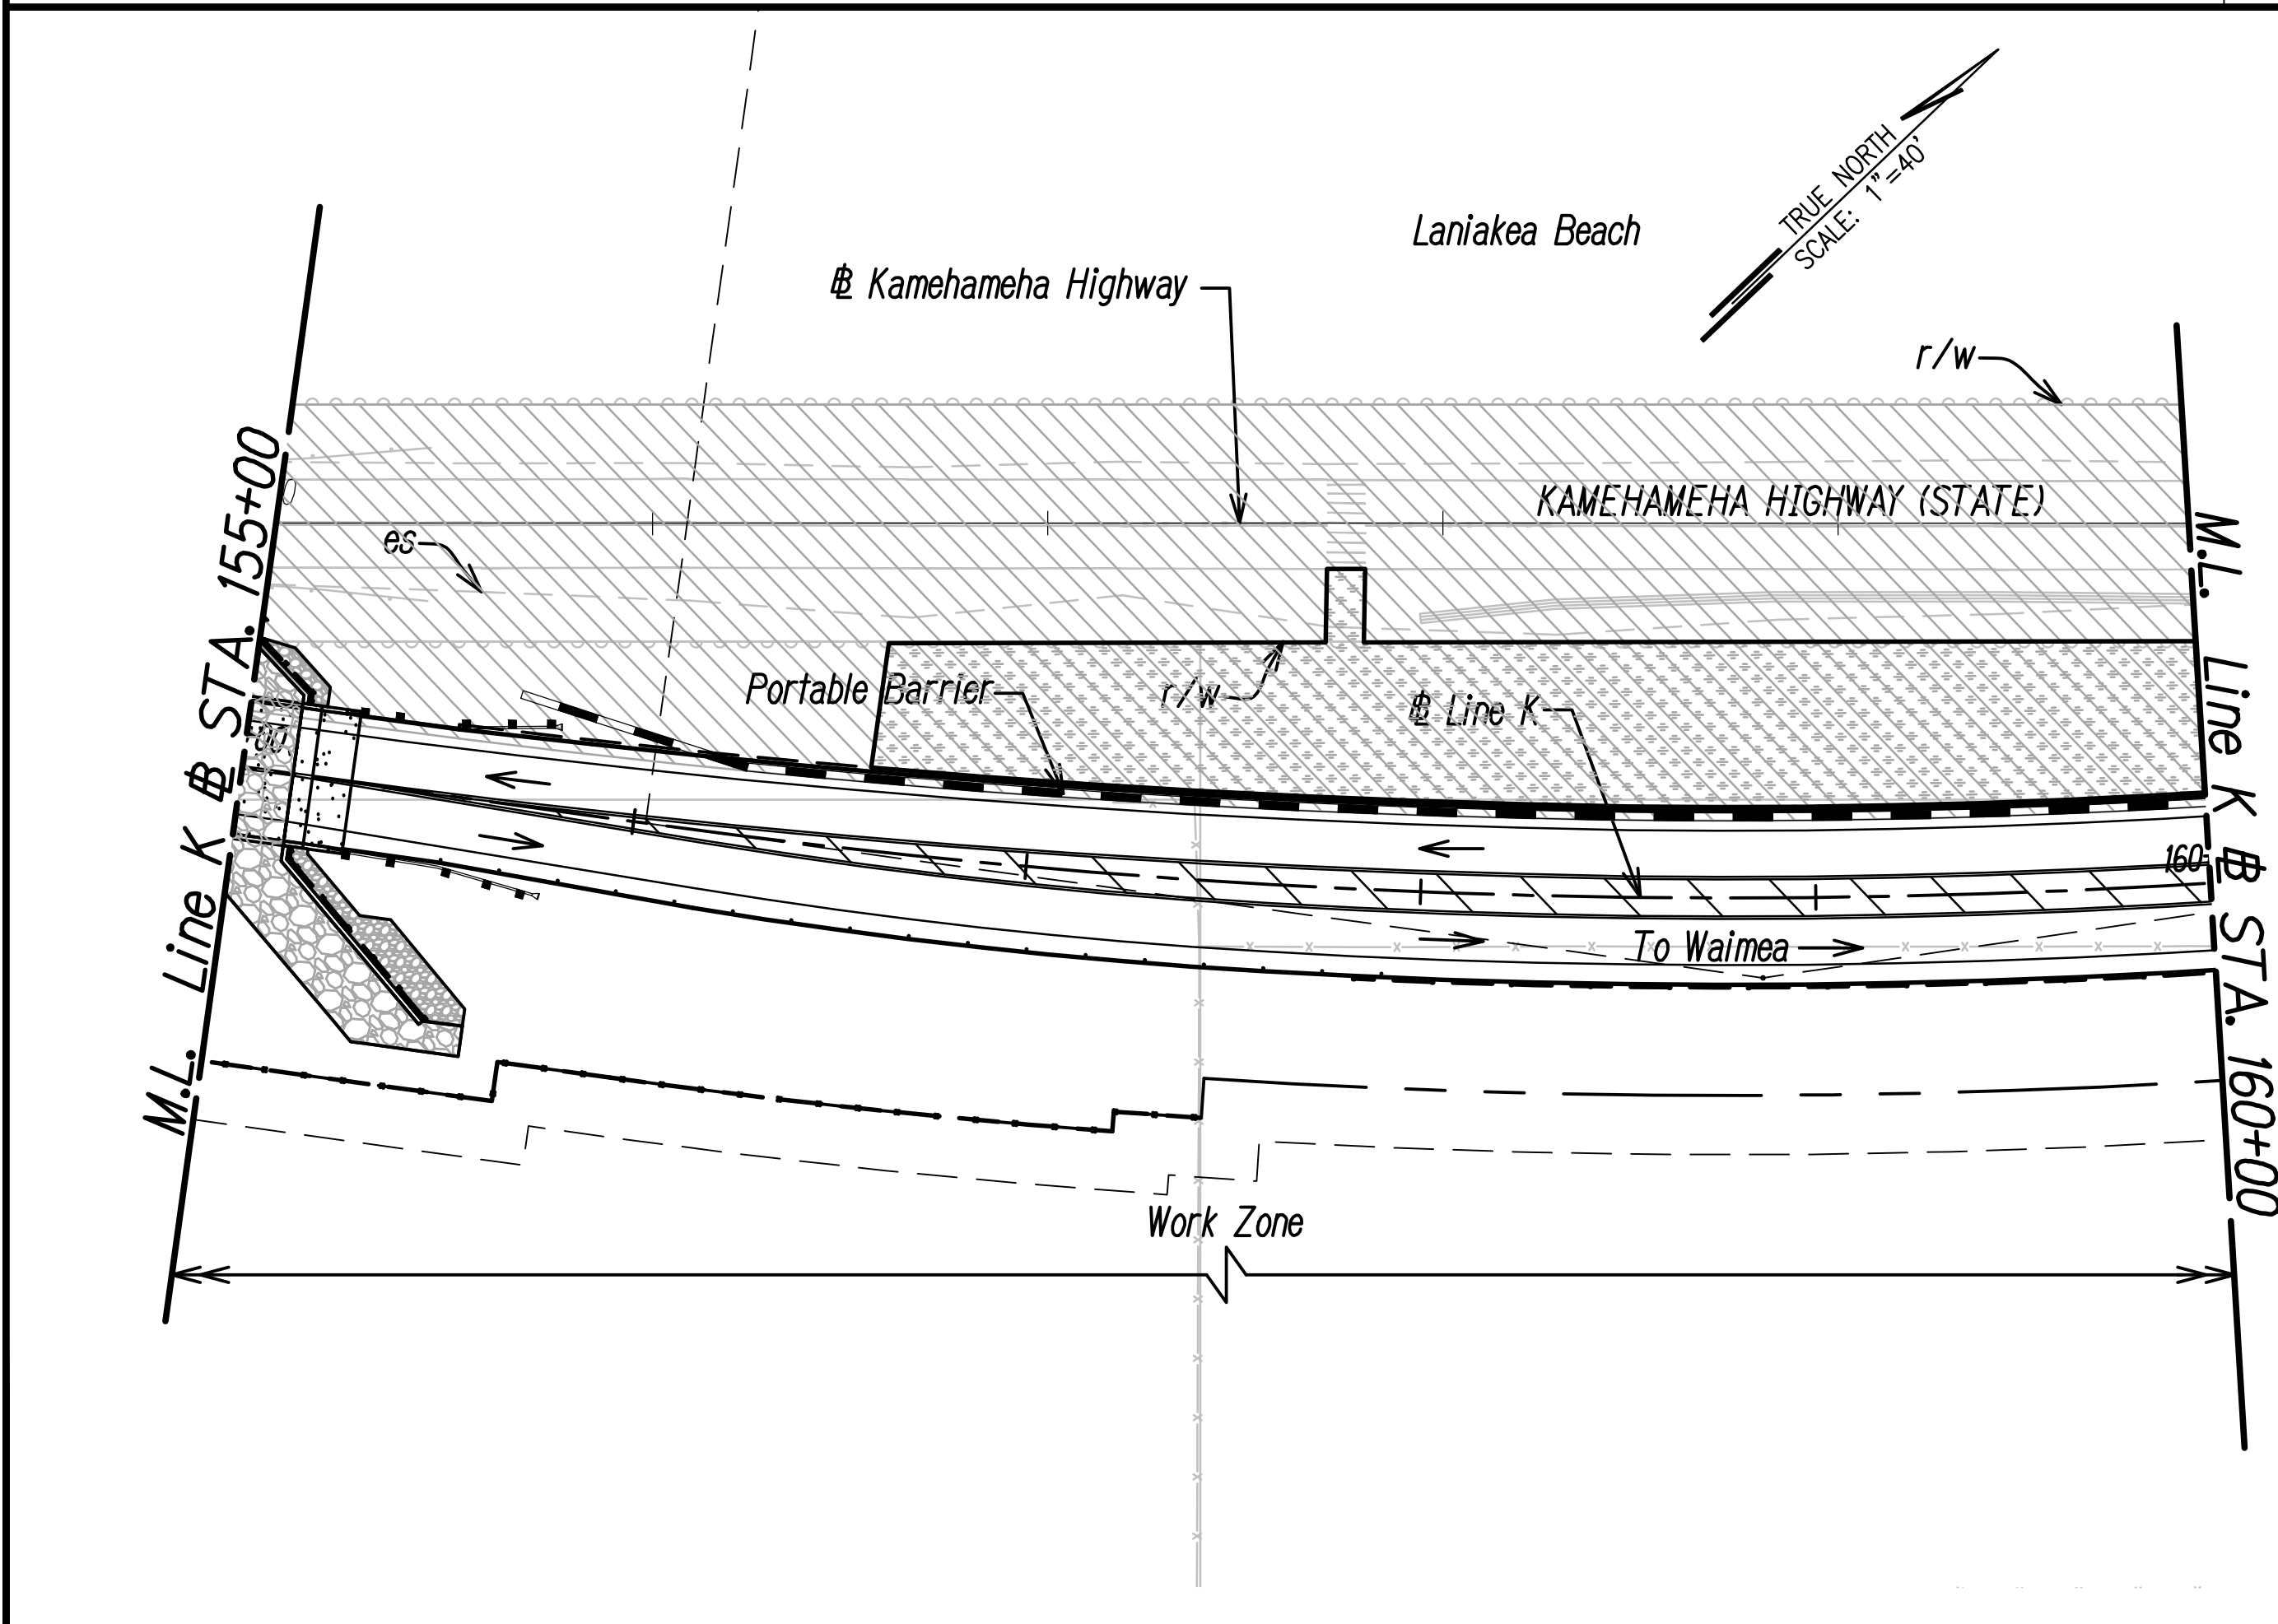 TRUE NORTH
SCALE: 1"=40'
Laniakea Beach
℄ Kamehameha Highway
r/w
KAMEHAMEHA HIGHWAY (STATE)
es
Portable Barrier
r/w
℄ Line K
160
To Waimea
Work Zone
M.L. Line K ℄ STA. 155+00
M.L. Line K ℄ STA. 160+00